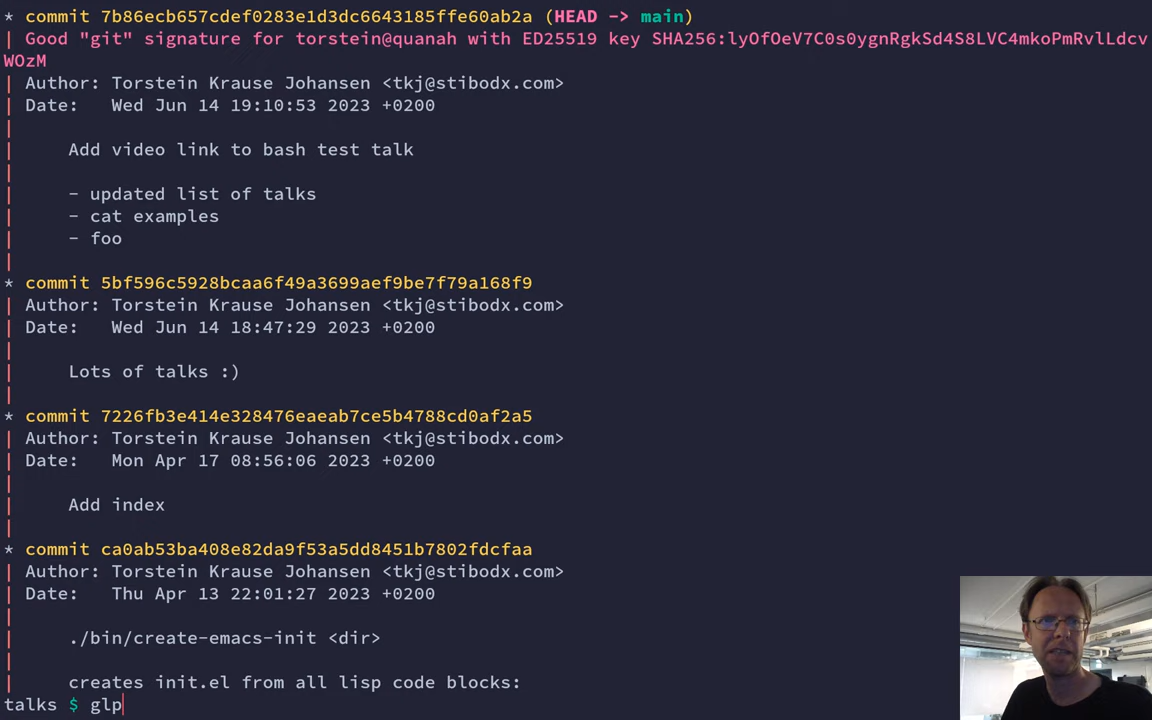 * commit 7b86ecb657cdef0283e1d3dc6643185ffe60ab2a (HEAD -> main)
| Good "git" signature for torstein@quanah with ED25519 key SHA256:lyOfOeV7C0s0ygnRgkSd4S8LVC4mkoPmRvlLdcv
WOzM
| Author: Torstein Krause Johansen <tkj@stibodx.com>
| Date:   Wed Jun 14 19:10:53 2023 +0200
|
|     Add video link to bash test talk
|
|     - updated list of talks
|     - cat examples
|     - foo
|
* commit 5bf596c5928bcaa6f49a3699aef9be7f79a168f9
| Author: Torstein Krause Johansen <tkj@stibodx.com>
| Date:   Wed Jun 14 18:47:29 2023 +0200
|
|     Lots of talks :)
|
* commit 7226fb3e414e328476eaeab7ce5b4788cd0af2a5
| Author: Torstein Krause Johansen <tkj@stibodx.com>
| Date:   Mon Apr 17 08:56:06 2023 +0200
|
|     Add index
|
* commit ca0ab53ba408e82da9f53a5dd8451b7802fdcfaa
| Author: Torstein Krause Johansen <tkj@stibodx.com>
| Date:   Thu Apr 13 22:01:27 2023 +0200
|
|     ./bin/create-emacs-init <dir>
|
|     creates init.el from all lisp code blocks:
talks $ glp